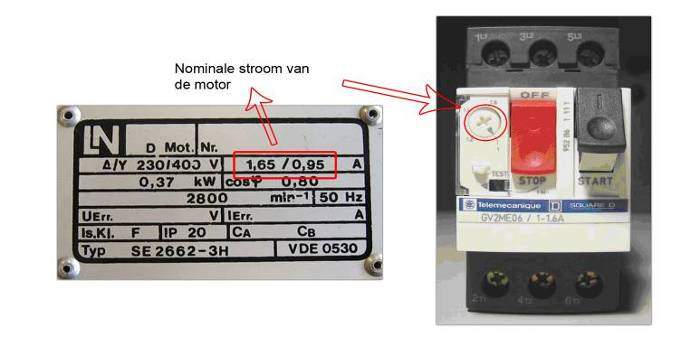 Nominale stroom van
de motor
LN
D Mot. Nr.
Δ/Y 230/400 V 1,65 / 0,95 A
0,37 kW cosφ 0,80
2800 min-1 50 Hz
UErr. V IErr. A
Is.Kl. F IP 20 CA CB
Typ SE 2662-3H VDE 0530
1L1 3L2 5L3
OFF
TEST
STOP START
Telemecanique SQUARE D
GV2ME06 / 1-1.6A
2T1 4T2 6T3